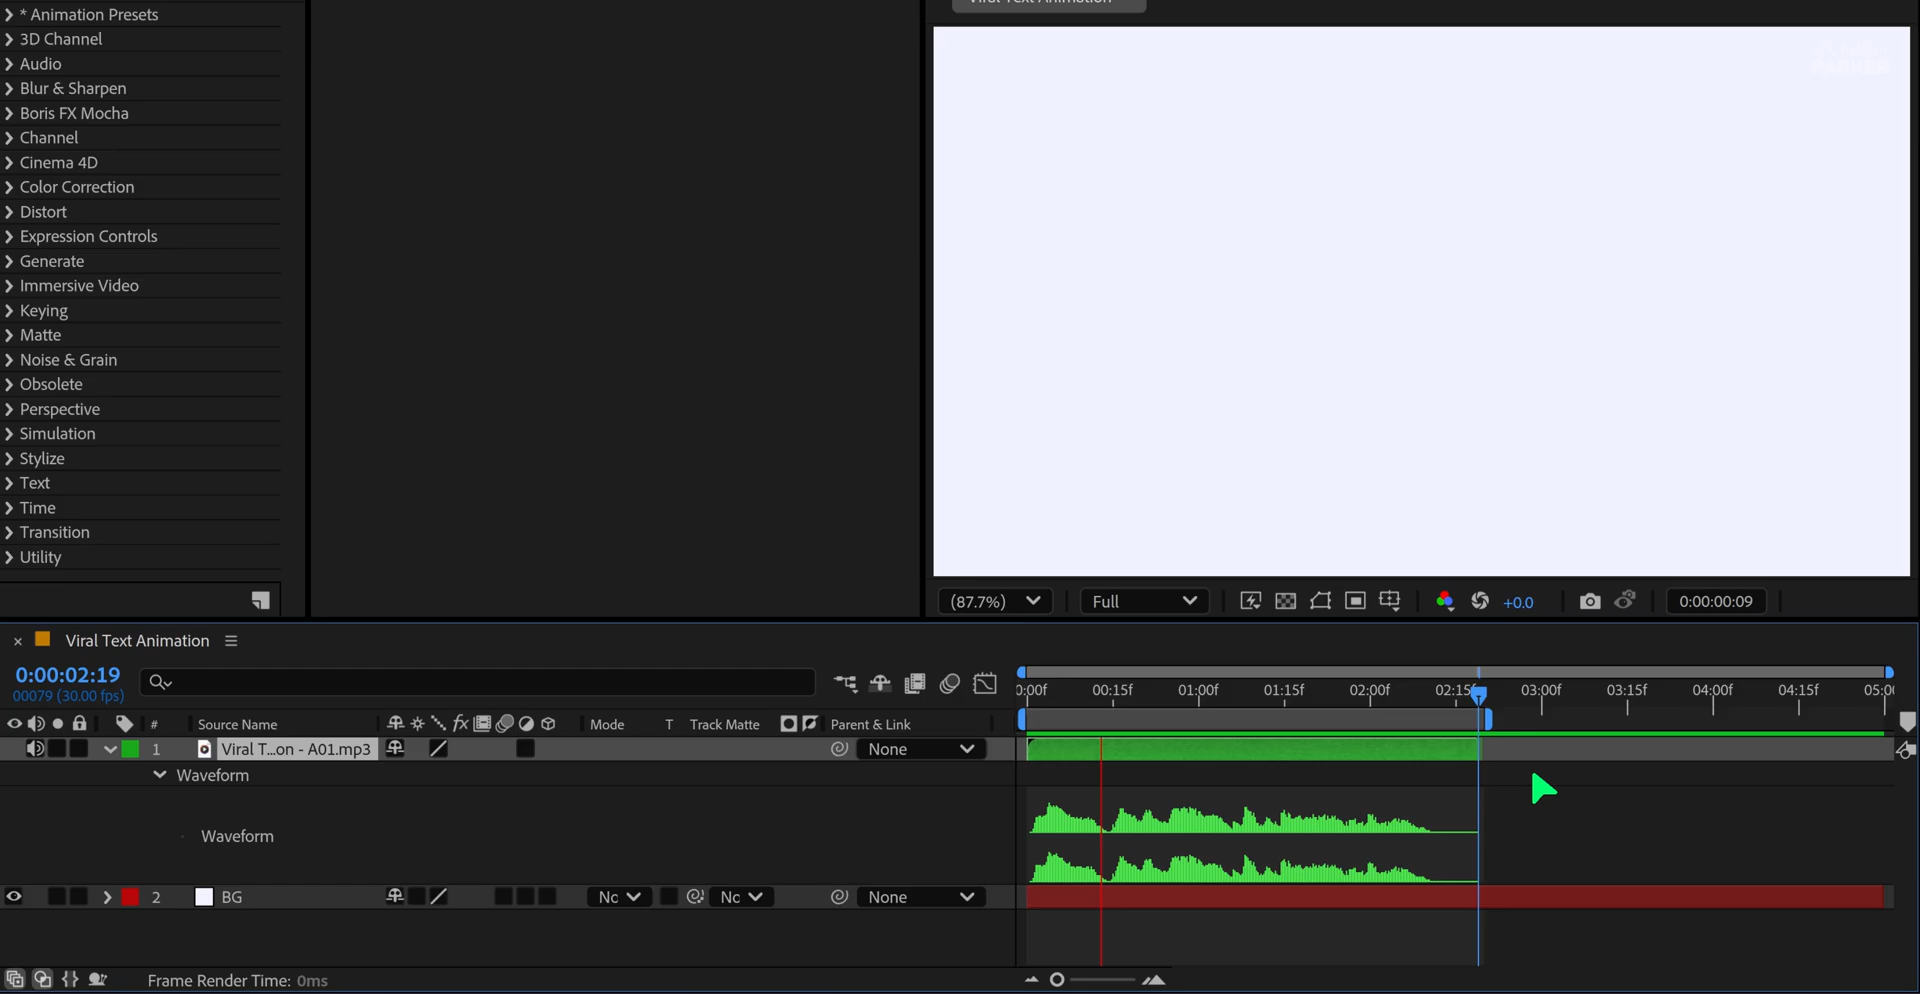 * Animation Presets
3D Channel
Audio
Blur & Sharpen
Boris FX Mocha
Channel
Cinema 4D
Color Correction
Distort
Expression Controls
Generate
Immersive Video
Keying
Matte
Noise & Grain
Obsolete
Perspective
Simulation
Stylize
Text
Time
Transition
Utility
Viral Text Animation
(87.7%)
Full
+0.0
0:00:00:09
Viral Text Animation
0:00:02:19
00079 (30.00 fps)
00:15f 01:00f 01:15f 02:00f 02:15f 03:00f 03:15f 04:00f 04:15f
# Source Name fx Mode T Track Matte Parent & Link
1 Viral T...on - A01.mp3 None
Waveform
Waveform
2 BG Nc Nc None
Frame Render Time: 0ms